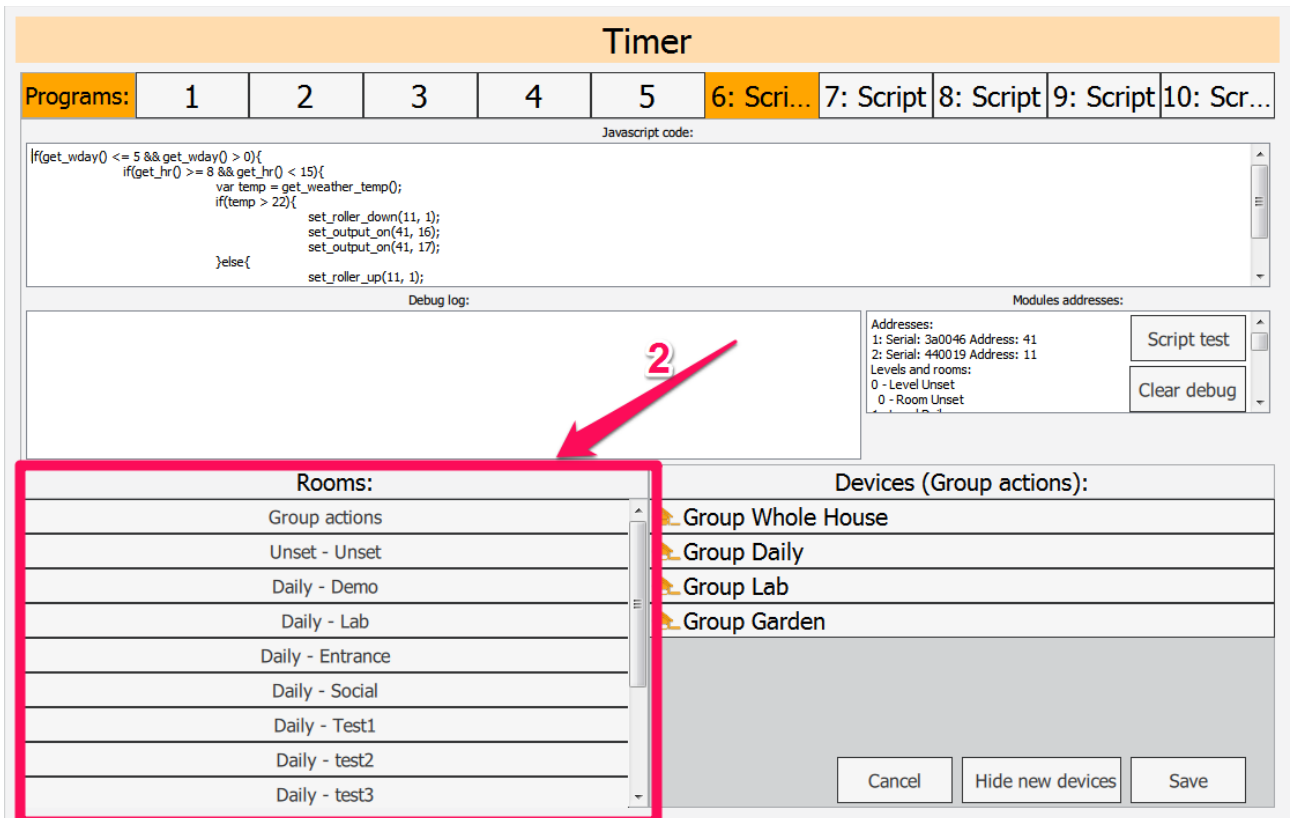 Timer
Programs: 1 2 3 4 5 6: Scri... 7: Script 8: Script 9: Script 10: Scr...
Javascript code:
if(get_wday() <= 5 && get_wday() > 0){
if(get_hr() >= 8 && get_hr() < 15){
var temp = get_weather_temp();
if(temp > 22){
set_roller_down(11, 1);
set_output_on(41, 16);
set_output_on(41, 17);
}else{
set_roller_up(11, 1);
Debug log:
Modules addresses:
Addresses:
1: Serial: 3a0046 Address: 41
2: Serial: 440019 Address: 11
Levels and rooms:
0 - Level Unset
0 - Room Unset
Script test
Clear debug
2
Rooms:
Group actions
Unset - Unset
Daily - Demo
Daily - Lab
Daily - Entrance
Daily - Social
Daily - Test1
Daily - test2
Daily - test3
Devices (Group actions):
Group Whole House
Group Daily
Group Lab
Group Garden
Cancel
Hide new devices
Save